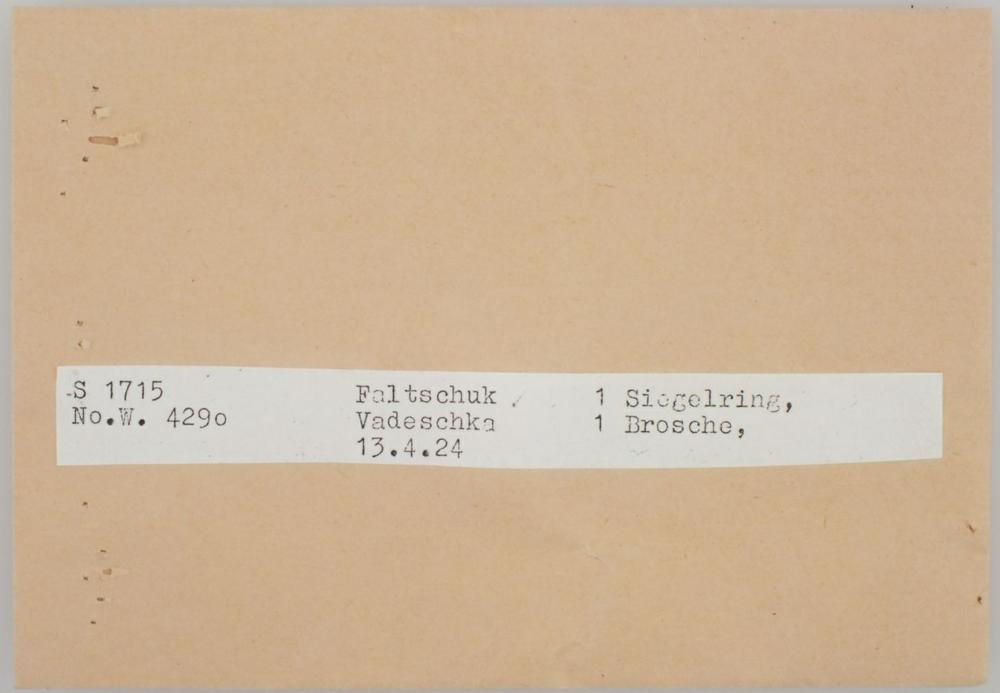 S 1715 Faltschuk 1 Siegelring,
No.W. 429o Vadeschka 1 Brosche,
13.4.24